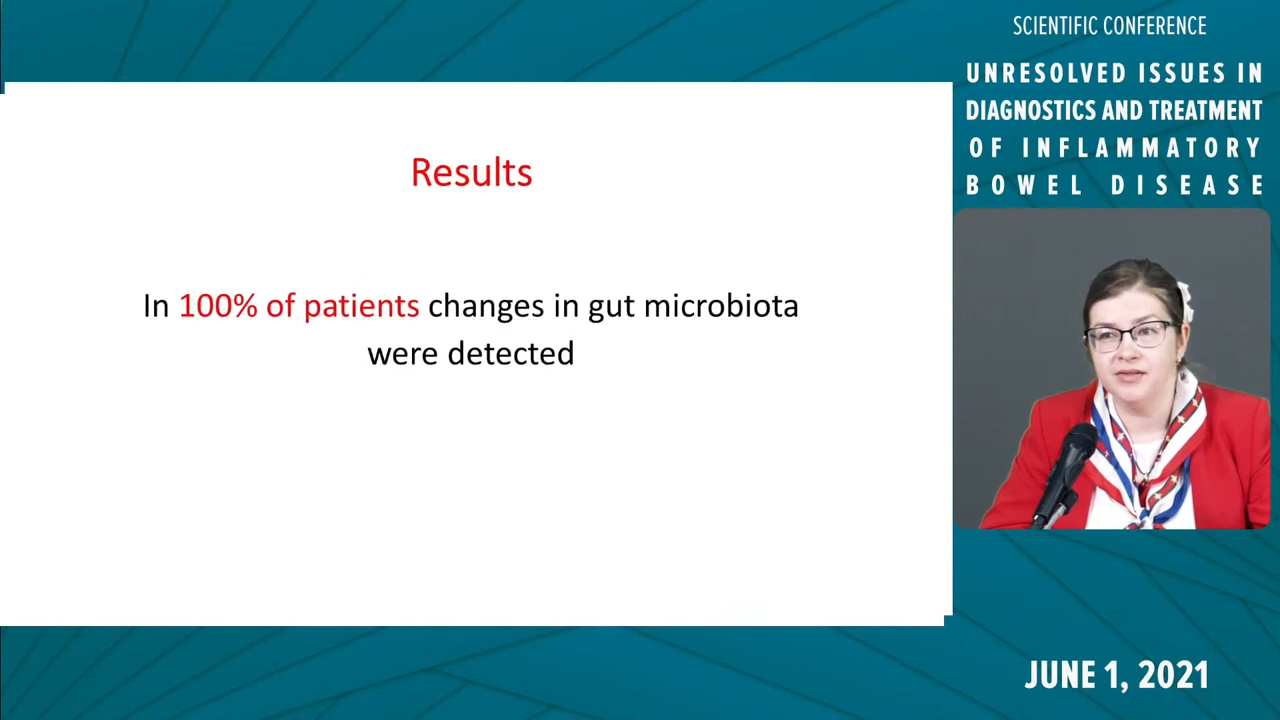 Results
In 100% of patients changes in gut microbiota
were detected
SCIENTIFIC CONFERENCE
UNRESOLVED ISSUES IN
DIAGNOSTICS AND TREATMENT
OF INFLAMMATORY
BOWEL DISEASE
JUNE 1, 2021